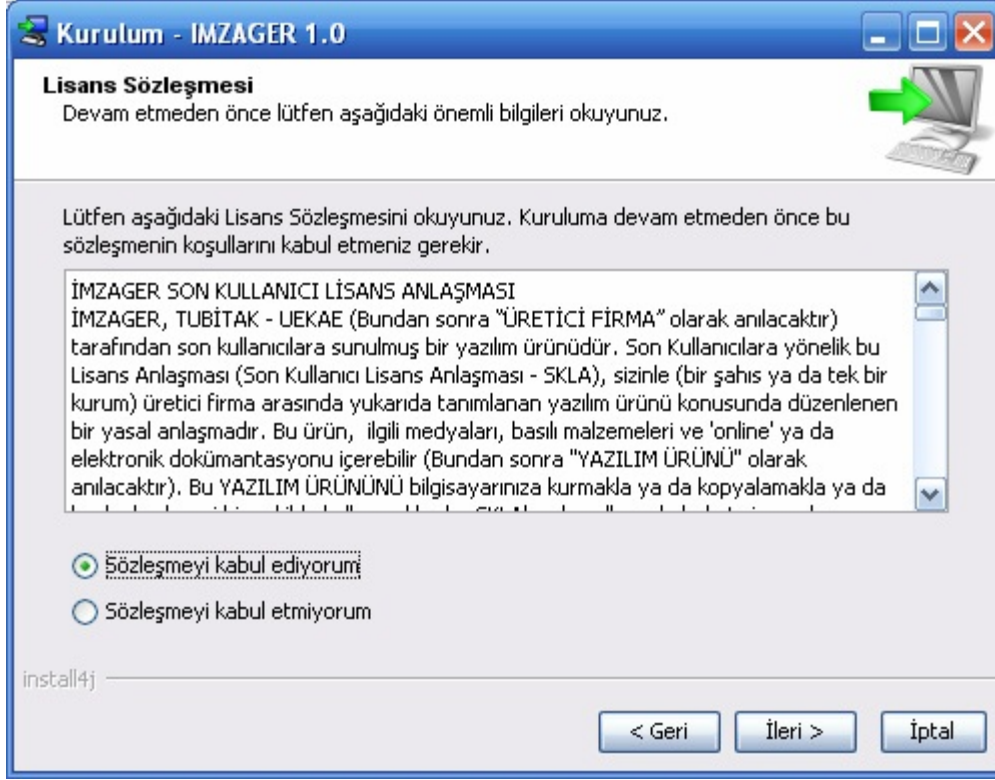 Kurulum - IMZAGER 1.0
Lisans Sözleşmesi
Devam etmeden önce lütfen aşağıdaki önemli bilgileri okuyunuz.
Lütfen aşağıdaki Lisans Sözleşmesini okuyunuz. Kuruluma devam etmeden önce bu
sözleşmenin koşullarını kabul etmeniz gerekir.
İMZAGER SON KULLANICI LİSANS ANLAŞMASI
İMZAGER, TUBİTAK - UEKAE (Bundan sonra “ÜRETİCİ FİRMA” olarak anılacaktır)
tarafından son kullanıcılara sunulmuş bir yazılım ürünüdür. Son Kullanıcılara yönelik bu
Lisans Anlaşması (Son Kullanıcı Lisans Anlaşması - SKLA), sizinle (bir şahıs ya da tek bir
kurum) üretici firma arasında yukarıda tanımlanan yazılım ürünü konusunda düzenlenen
bir yasal anlaşmadır. Bu ürün,  ilgili medyaları, basılı malzemeleri ve 'online' ya da
elektronik dokümantasyonu içerebilir (Bundan sonra "YAZILIM ÜRÜNÜ" olarak
anılacaktır). Bu YAZILIM ÜRÜNÜNÜ bilgisayarınıza kurmakla ya da kopyalamakla ya da
Sözleşmeyi kabul ediyorum
Sözleşmeyi kabul etmiyorum
install4j
< Geri
İleri >
İptal